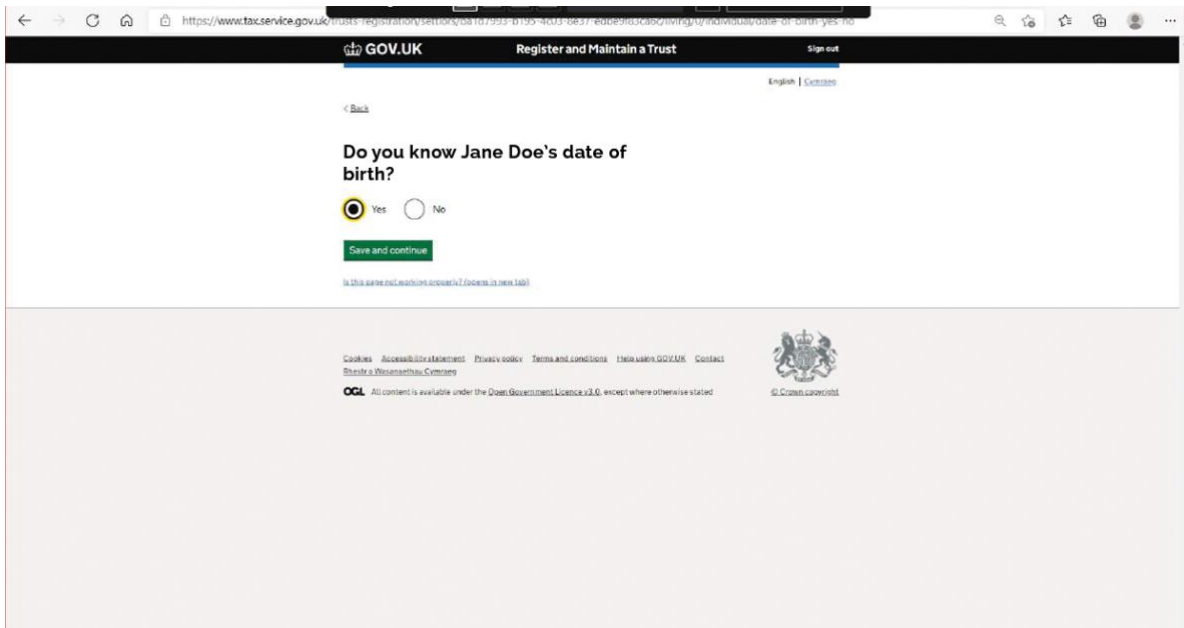 https://www.tax.service.gov.uk/trusts-registration/settlors/
GOV.UK Register and Maintain a Trust Sign out
English | Cymraeg
< Back
Do you know Jane Doe's date of
birth?
Yes No
Save and continue
Is this page not working properly? (opens in new tab)
Cookies Accessibility statement Privacy policy Terms and conditions Help using GOV.UK Contact
Rhestr o Wasanaethau Cymraeg
OGL All content is available under the Open Government Licence v3.0, except where otherwise stated
© Crown copyright